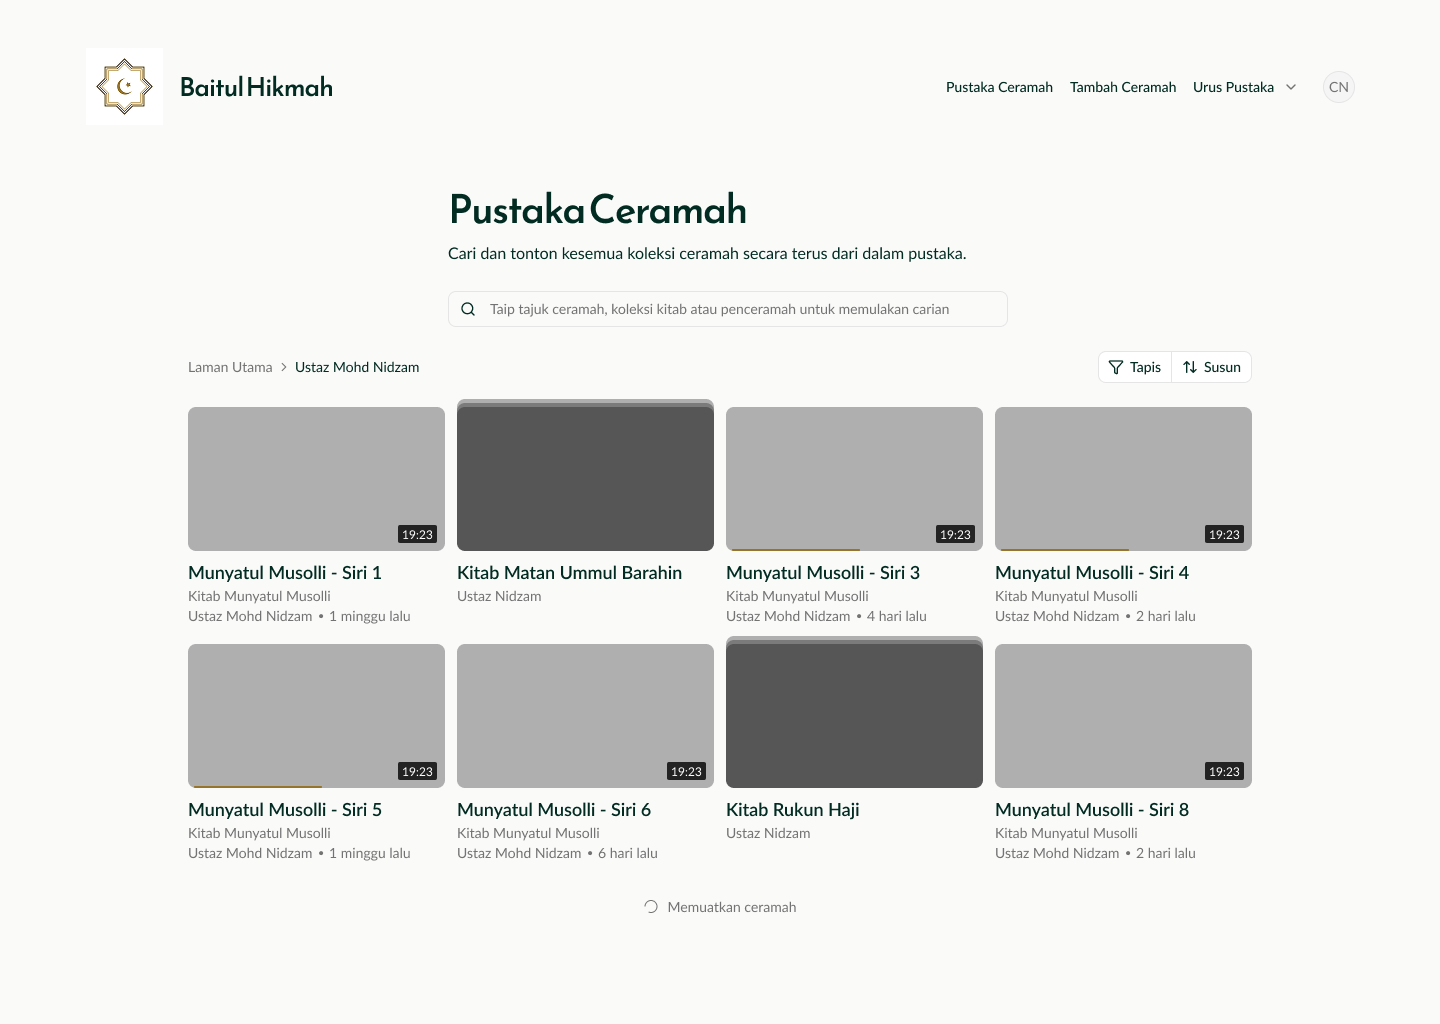 Baitul Hikmah
Pustaka Ceramah
Tambah Ceramah
Urus Pustaka
CN
Pustaka Ceramah
Cari dan tonton kesemua koleksi ceramah secara terus dari dalam pustaka.
Taip tajuk ceramah, koleksi kitab atau penceramah untuk memulakan carian
Laman Utama > Ustaz Mohd Nidzam
Tapis
Susun
19:23
Munyatul Musolli - Siri 1
Kitab Munyatul Musolli
Ustaz Mohd Nidzam • 1 minggu lalu
Kitab Matan Ummul Barahin
Ustaz Nidzam
19:23
Munyatul Musolli - Siri 3
Kitab Munyatul Musolli
Ustaz Mohd Nidzam • 4 hari lalu
19:23
Munyatul Musolli - Siri 4
Kitab Munyatul Musolli
Ustaz Mohd Nidzam • 2 hari lalu
19:23
Munyatul Musolli - Siri 5
Kitab Munyatul Musolli
Ustaz Mohd Nidzam • 1 minggu lalu
19:23
Munyatul Musolli - Siri 6
Kitab Munyatul Musolli
Ustaz Mohd Nidzam • 6 hari lalu
Kitab Rukun Haji
Ustaz Nidzam
19:23
Munyatul Musolli - Siri 8
Kitab Munyatul Musolli
Ustaz Mohd Nidzam • 2 hari lalu
Memuatkan ceramah